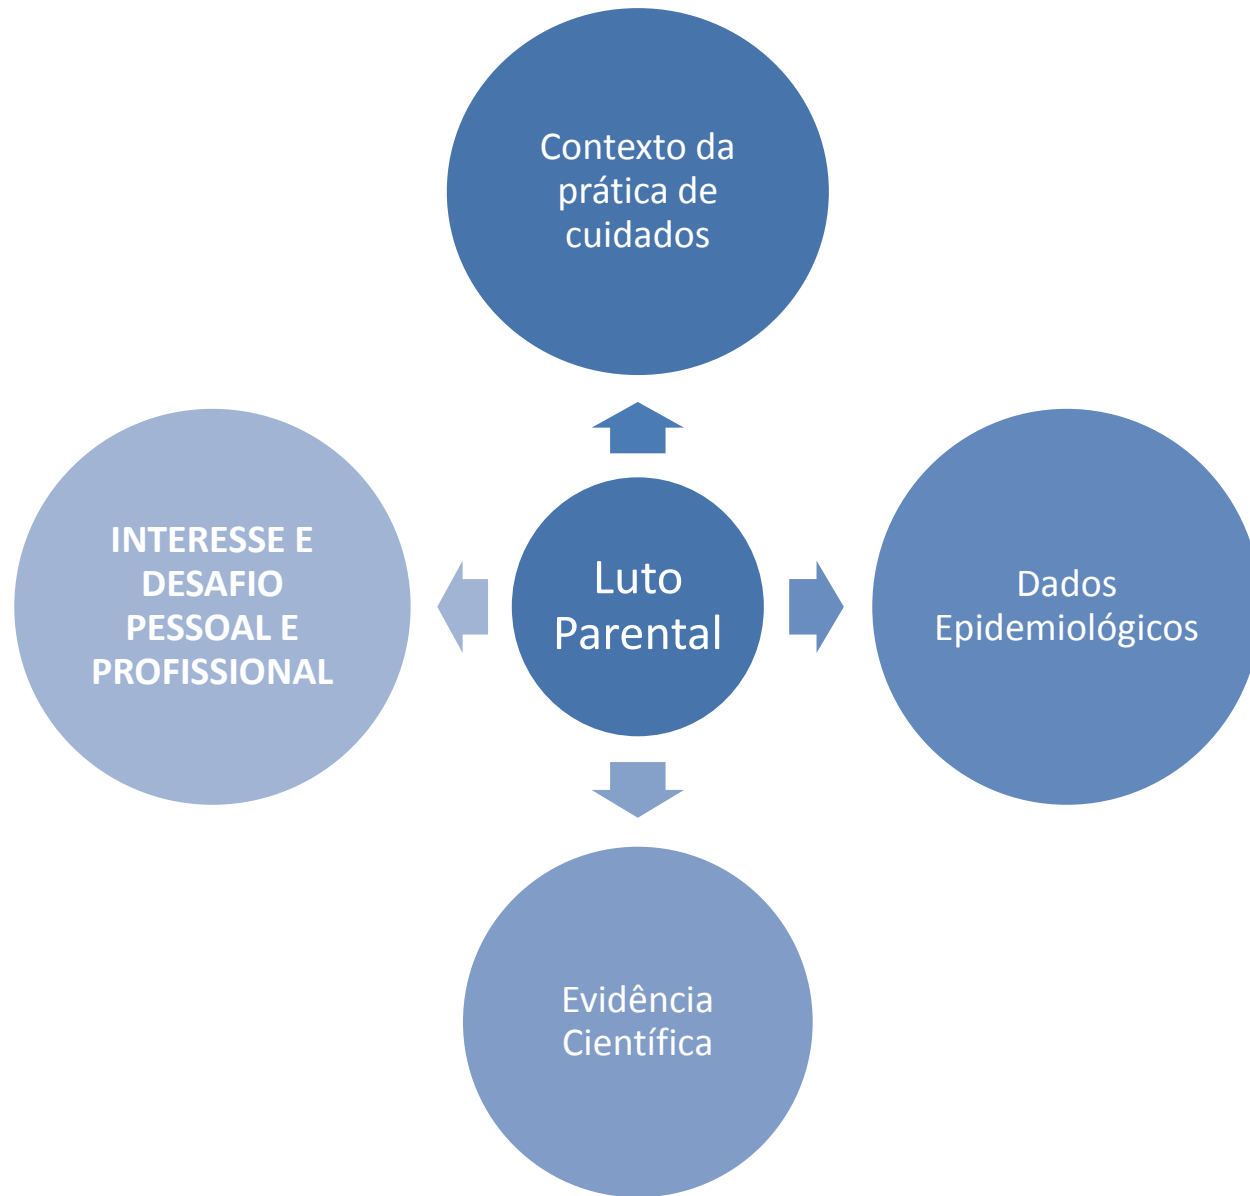 Contexto da
prática de
cuidados
INTERESSE E
DESAFIO
PESSOAL E
PROFISSIONAL
Luto
Parental
Dados
Epidemiológicos
Evidência
Científica